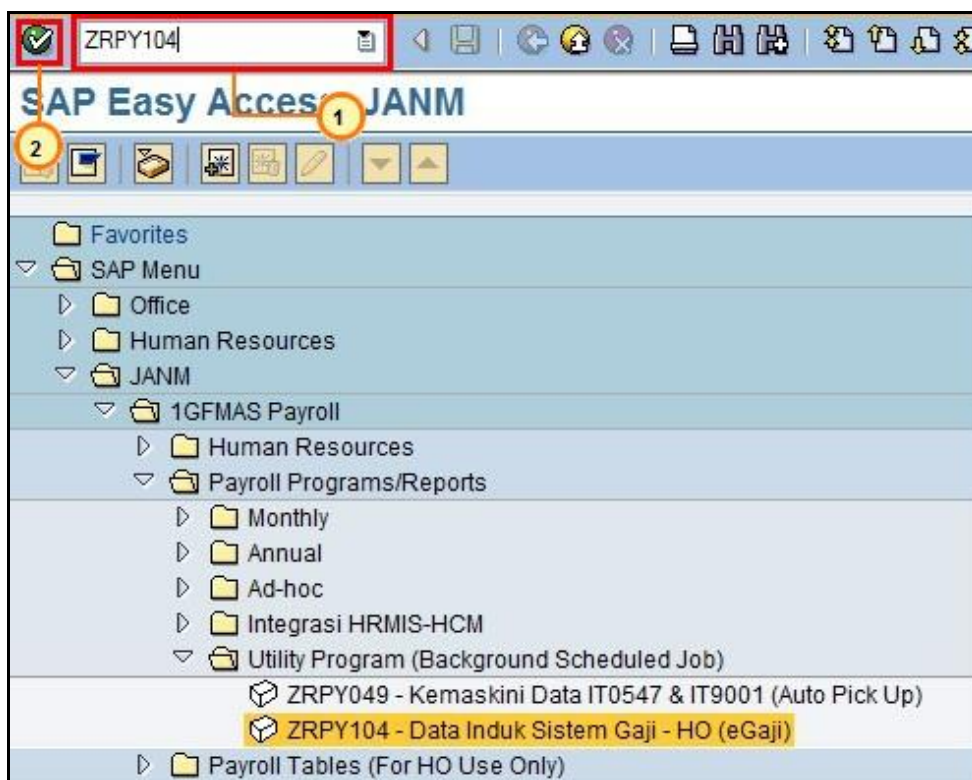 ZRPY104
SAP Easy Access JANM
1
2
Favorites
SAP Menu
Office
Human Resources
JANM
1GFMAS Payroll
Human Resources
Payroll Programs/Reports
Monthly
Annual
Ad-hoc
Integrasi HRMIS-HCM
Utility Program (Background Scheduled Job)
ZRPY049 - Kemaskini Data IT0547 & IT9001 (Auto Pick Up)
ZRPY104 - Data Induk Sistem Gaji - HO (eGaji)
Payroll Tables (For HO Use Only)